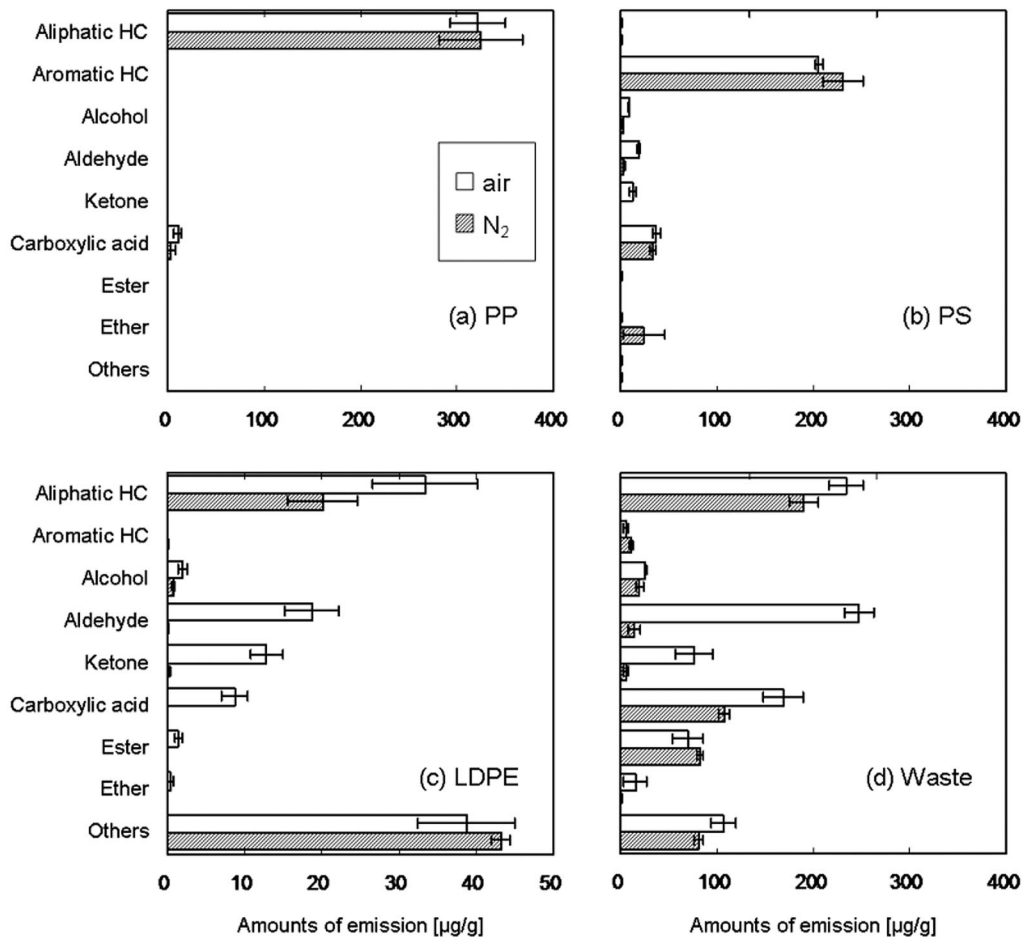 Aliphatic HC
Aromatic HC
Alcohol
Aldehyde
Ketone
Carboxylic acid
Ester
Ether
Others
air
N₂
(a) PP
0 100 200 300 400
(b) PS
0 100 200 300 400
Aliphatic HC
Aromatic HC
Alcohol
Aldehyde
Ketone
Carboxylic acid
Ester
Ether
Others
(c) LDPE
0 10 20 30 40 50
Amounts of emission [µg/g]
(d) Waste
0 100 200 300 400
Amounts of emission [µg/g]